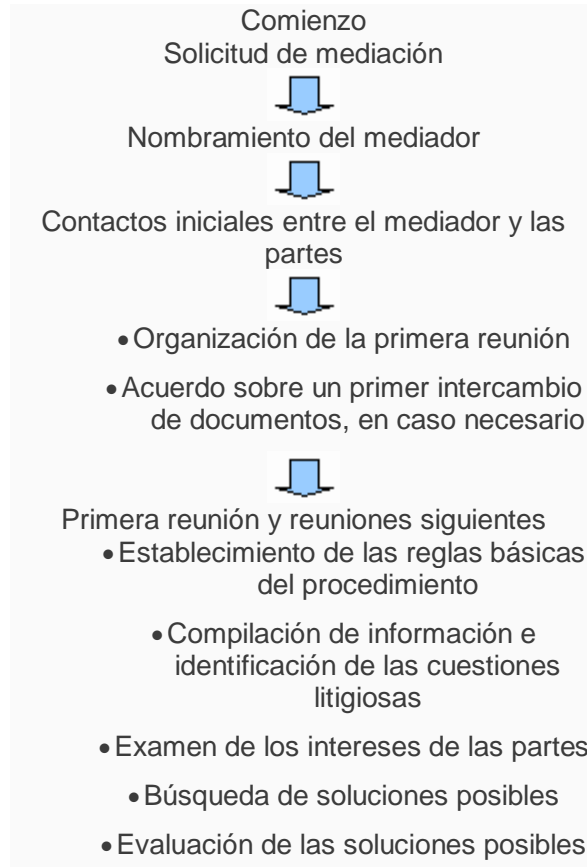 Comienzo
Solicitud de mediación
Nombramiento del mediador
Contactos iniciales entre el mediador y las
partes
•Organización de la primera reunión
•Acuerdo sobre un primer intercambio
de documentos, en caso necesario
Primera reunión y reuniones siguientes
•Establecimiento de las reglas básicas
del procedimiento
•Compilación de información e
identificación de las cuestiones
litigiosas
•Examen de los intereses de las partes
•Búsqueda de soluciones posibles
•Evaluación de las soluciones posibles